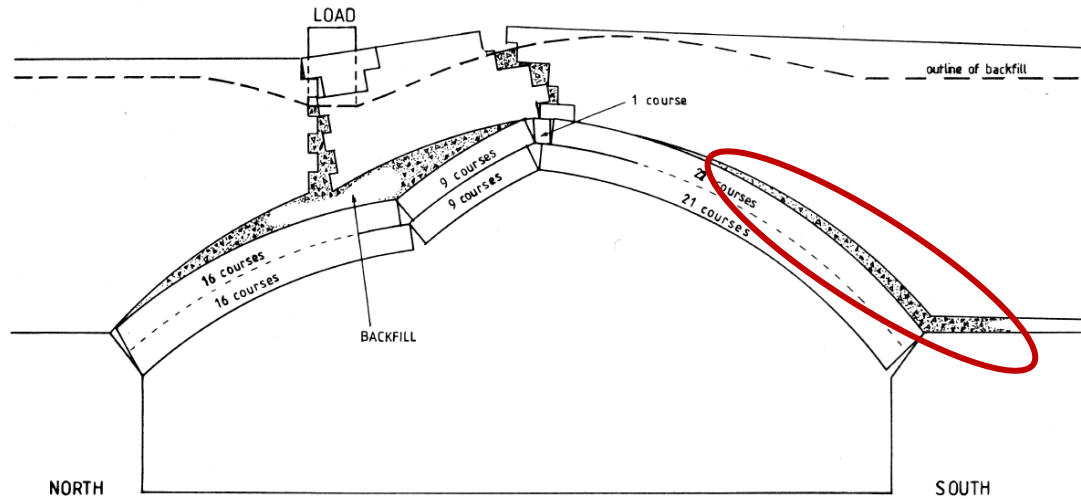 LOAD
outline of backfill
1 course
9 courses
9 courses
21 courses
16 courses
16 courses
BACKFILL
NORTH
SOUTH